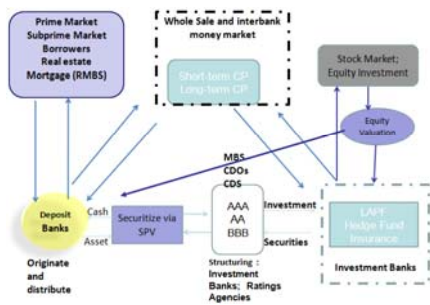 Prime Market
Subprime Market
Borrowers
Real estate
Mortgage (RMBS)
Whole Sale and interbank
money market
Short-term CP
Long-term CP
Stock Market;
Equity Investment
Equity
Valuation
MBS
CDOs
CDS
Deposit
Banks
Cash
Asset
Securitize via
SPV
AAA
AA
BBB
Investment
Securities
LAPF
Hedge Fund
Insurance
Investment Banks
Originate
and
distribute
Structuring :
Investment
Banks; Ratings
Agencies